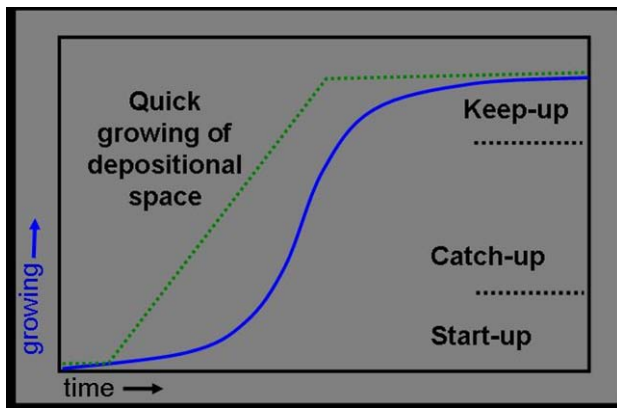 Quick
growing of
depositional
space
Keep-up
Catch-up
Start-up
growing
time